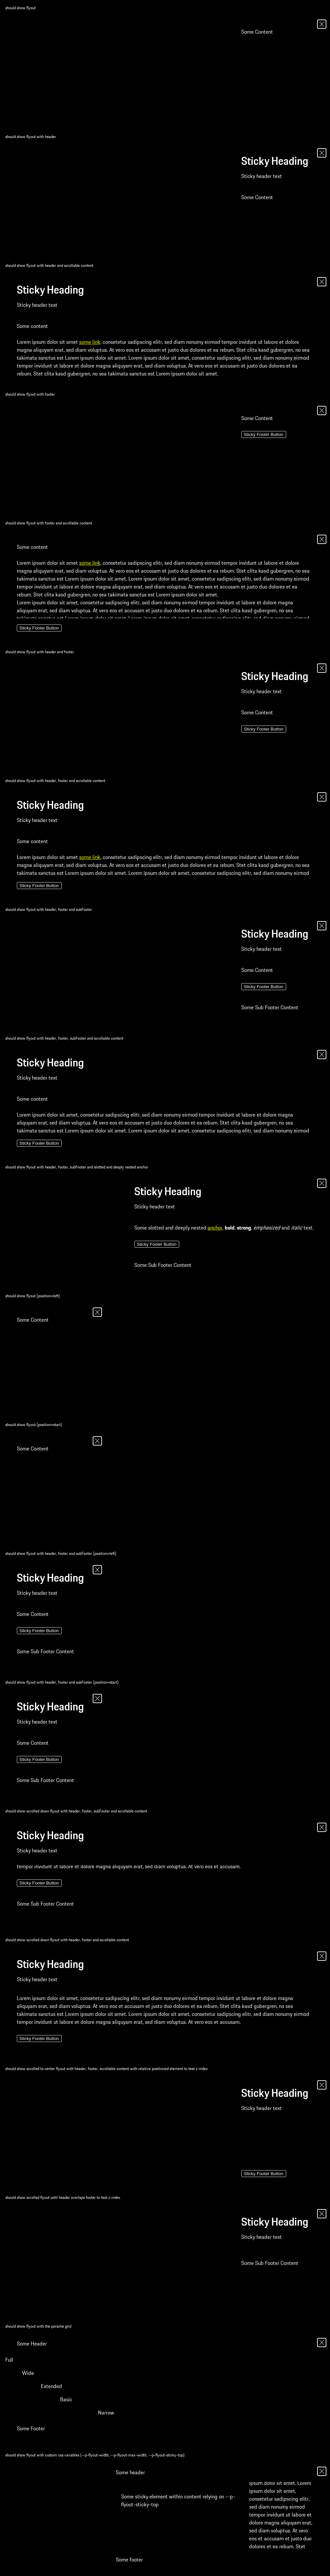 should show flyout
Some Content
should show flyout with header
Sticky Heading
Sticky header text
Some Content
should show flyout with header and scrollable content
Sticky Heading
Sticky header text
Some content
Lorem ipsum dolor sit amet some link, consetetur sadipscing elitr, sed diam nonumy eirmod tempor invidunt ut labore et dolore
magna aliquyam erat, sed diam voluptua. At vero eos et accusam et justo duo dolores et ea rebum. Stet clita kasd gubergren, no sea
takimata sanctus est Lorem ipsum dolor sit amet. Lorem ipsum dolor sit amet, consetetur sadipscing elitr, sed diam nonumy eirmod
tempor invidunt ut labore et dolore magna aliquyam erat, sed diam voluptua. At vero eos et accusam et justo duo dolores et ea
rebum. Stet clita kasd gubergren, no sea takimata sanctus est Lorem ipsum dolor sit amet.
should show flyout with footer
Some Content
Sticky Footer Button
should show flyout with footer and scrollable content
Some content
Lorem ipsum dolor sit amet some link, consetetur sadipscing elitr, sed diam nonumy eirmod tempor invidunt ut labore et dolore
magna aliquyam erat, sed diam voluptua. At vero eos et accusam et justo duo dolores et ea rebum. Stet clita kasd gubergren, no sea
takimata sanctus est Lorem ipsum dolor sit amet. Lorem ipsum dolor sit amet, consetetur sadipscing elitr, sed diam nonumy eirmod
tempor invidunt ut labore et dolore magna aliquyam erat, sed diam voluptua. At vero eos et accusam et justo duo dolores et ea
rebum. Stet clita kasd gubergren, no sea takimata sanctus est Lorem ipsum dolor sit amet.
Lorem ipsum dolor sit amet, consetetur sadipscing elitr, sed diam nonumy eirmod tempor invidunt ut labore et dolore magna
aliquyam erat, sed diam voluptua. At vero eos et accusam et justo duo dolores et ea rebum. Stet clita kasd gubergren, no sea
takimata sanctus est Lorem ipsum dolor sit amet. Lorem ipsum dolor sit amet, consetetur sadipscing elitr, sed diam nonumy eirmod
Sticky Footer Button
should show flyout with header and footer
Sticky Heading
Sticky header text
Some Content
Sticky Footer Button
should show flyout with header, footer and scrollable content
Sticky Heading
Sticky header text
Some content
Lorem ipsum dolor sit amet some link, consetetur sadipscing elitr, sed diam nonumy eirmod tempor invidunt ut labore et dolore
magna aliquyam erat, sed diam voluptua. At vero eos et accusam et justo duo dolores et ea rebum. Stet clita kasd gubergren, no sea
takimata sanctus est Lorem ipsum dolor sit amet. Lorem ipsum dolor sit amet, consetetur sadipscing elitr, sed diam nonumy eirmod
Sticky Footer Button
should show flyout with header, footer and subFooter
Sticky Heading
Sticky header text
Some Content
Sticky Footer Button
Some Sub Footer Content
should show flyout with header, footer, subFooter and scrollable content
Sticky Heading
Sticky header text
Some content
Lorem ipsum dolor sit amet, consetetur sadipscing elitr, sed diam nonumy eirmod tempor invidunt ut labore et dolore magna
aliquyam erat, sed diam voluptua. At vero eos et accusam et justo duo dolores et ea rebum. Stet clita kasd gubergren, no sea
takimata sanctus est Lorem ipsum dolor sit amet. Lorem ipsum dolor sit amet, consetetur sadipscing elitr, sed diam nonumy eirmod
Sticky Footer Button
should show flyout with header, footer, subFooter and slotted and deeply nested anchor
Sticky Heading
Sticky header text
Some slotted and deeply nested anchor, bold, strong, emphasized and italic text.
Sticky Footer Button
Some Sub Footer Content
should show flyout (position=left)
Some Content
should show flyout (position=start)
Some Content
should show flyout with header, footer and subFooter (position=left)
Sticky Heading
Sticky header text
Some Content
Sticky Footer Button
Some Sub Footer Content
should show flyout with header, footer and subFooter (position=start)
Sticky Heading
Sticky header text
Some Content
Sticky Footer Button
Some Sub Footer Content
should show scrolled down flyout with header, footer, subFooter and scrollable content
Sticky Heading
Sticky header text
tempor invidunt ut labore et dolore magna aliquyam erat, sed diam voluptua. At vero eos et accusam.
Sticky Footer Button
Some Sub Footer Content
should show scrolled down flyout with header, footer and scrollable content
Sticky Heading
Sticky header text
Lorem ipsum dolor sit amet, consetetur sadipscing elitr, sed diam nonumy eirmod tempor invidunt ut labore et dolore magna
aliquyam erat, sed diam voluptua. At vero eos et accusam et justo duo dolores et ea rebum. Stet clita kasd gubergren, no sea
takimata sanctus est Lorem ipsum dolor sit amet. Lorem ipsum dolor sit amet, consetetur sadipscing elitr, sed diam nonumy eirmod
tempor invidunt ut labore et dolore magna aliquyam erat, sed diam voluptua. At vero eos et accusam.
Sticky Footer Button
should show scrolled to center flyout with header, footer, scrollable content with relative positioned element to test z-index
Sticky Heading
Sticky header text
Sticky Footer Button
should show scrolled flyout until header overlaps footer to test z-index
Sticky Heading
Sticky header text
Some Sub Footer Content
should show flyout with the porsche grid
Some Header
Full
Wide
Extended
Basic
Narrow
Some Footer
should show flyout with custom css variables (--p-flyout-width, --p-flyout-max-width, --p-flyout-sticky-top)
Some header
Some sticky element within content relying on --p-
flyout-sticky-top
ipsum dolor sit amet. Lorem
ipsum dolor sit amet,
consetetur sadipscing elitr,
sed diam nonumy eirmod
tempor invidunt ut labore et
dolore magna aliquyam erat,
sed diam voluptua. At vero
eos et accusam et justo duo
dolores et ea rebum. Stet
Some footer